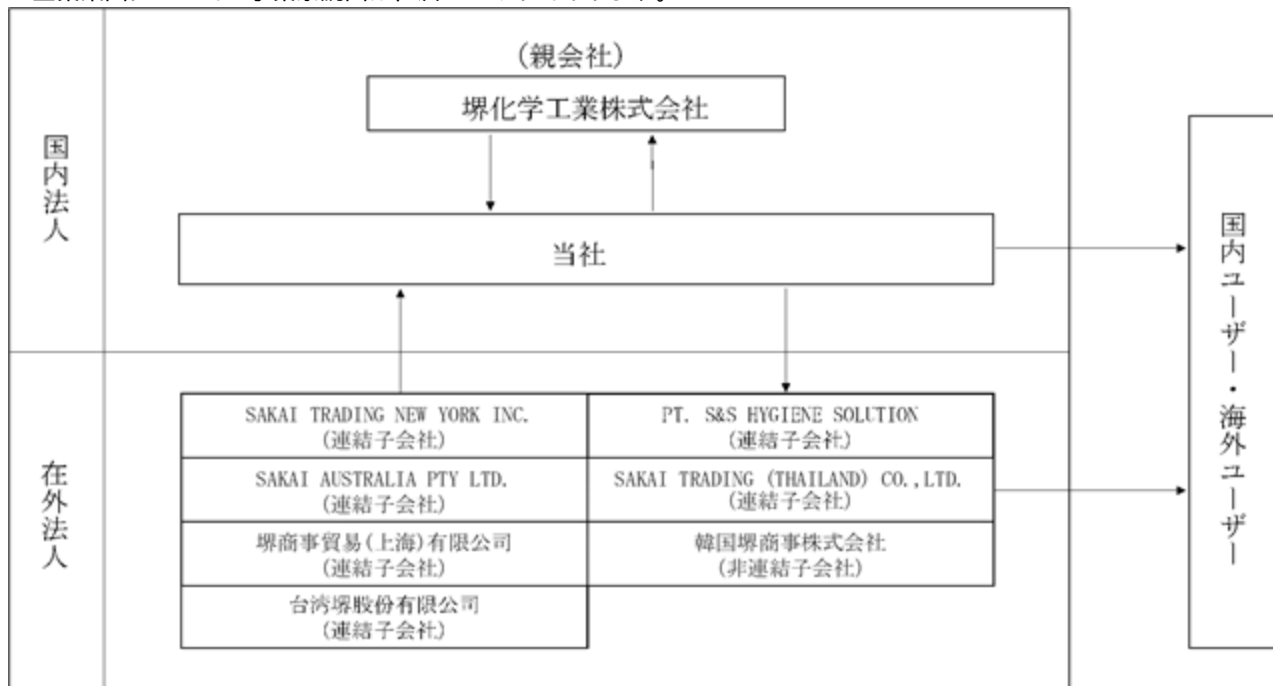 国内法人
(親会社)
堺化学工業株式会社
当社
在外法人
SAKAI TRADING NEW YORK INC.
(連結子会社)
SAKAI AUSTRALIA PTY LTD.
(連結子会社)
堺商事貿易(上海)有限公司
(連結子会社)
台湾堺股份有限公司
(連結子会社)
PT. S&S HYGIENE SOLUTION
(連結子会社)
SAKAI TRADING (THAILAND) CO.,LTD.
(連結子会社)
韓国堺商事株式会社
(非連結子会社)
国内ユーザー・海外ユーザー